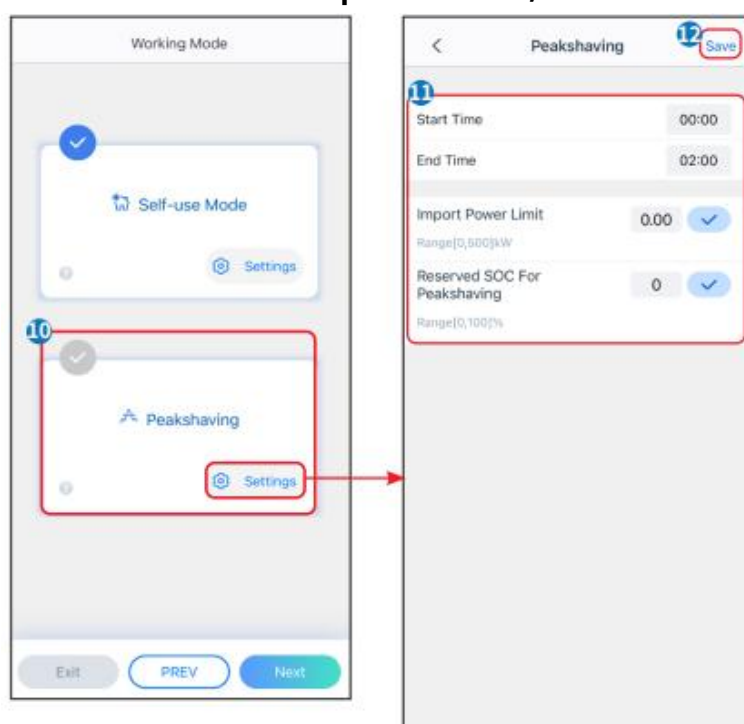 Working Mode
Self-use Mode
Settings
10
Peakshaving
Settings
Exit
PREV
Next
Peakshaving
12
Save
11
Start Time
00:00
End Time
02:00
Import Power Limit
0.00
Range[0,500]kW
Reserved SOC For
Peakshaving
0
Range[0,100]%